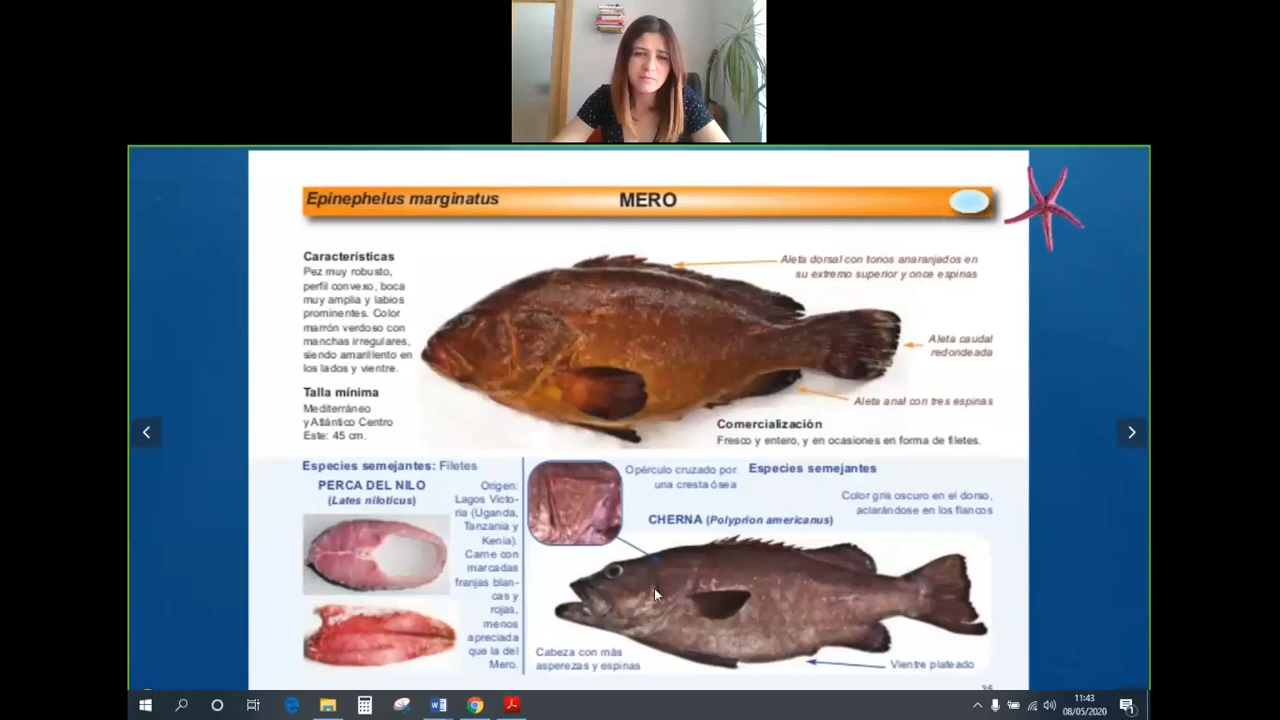 Epinephelus marginatus
MERO
Características
Pez muy robusto,
perfil convexo, boca
muy amplia y labios
prominentes. Color
marrón verdoso con
manchas irregulares,
siendo amarillento en
los lados y vientre.
Talla mínima
Mediterráneo
y Atlántico Centro
Este: 45 cm.
Aleta dorsal con tonos anaranjados en
su extremo superior y once espinas
Aleta caudal
redondeada
Aleta anal con tres espinas
Comercialización
Fresco y entero, y en ocasiones en forma de filetes.
Especies semejantes: Filetes
PERCA DEL NILO
(Lates niloticus)
Origen:
Lagos Victo-
ria (Uganda,
Tanzania y
Kenia).
Carne con
marcadas
franjas blan-
cas y
rojas,
menos
apreciada
que la del
Mero.
Opérculo cruzado por
una cresta ósea
Especies semejantes
Color gris oscuro en el dorso,
aclarándose en los flancos
CHERNA (Polyprion americanus)
Cabeza con más
asperezas y espinas
Vientre plateado
35
11:43
08/05/2020